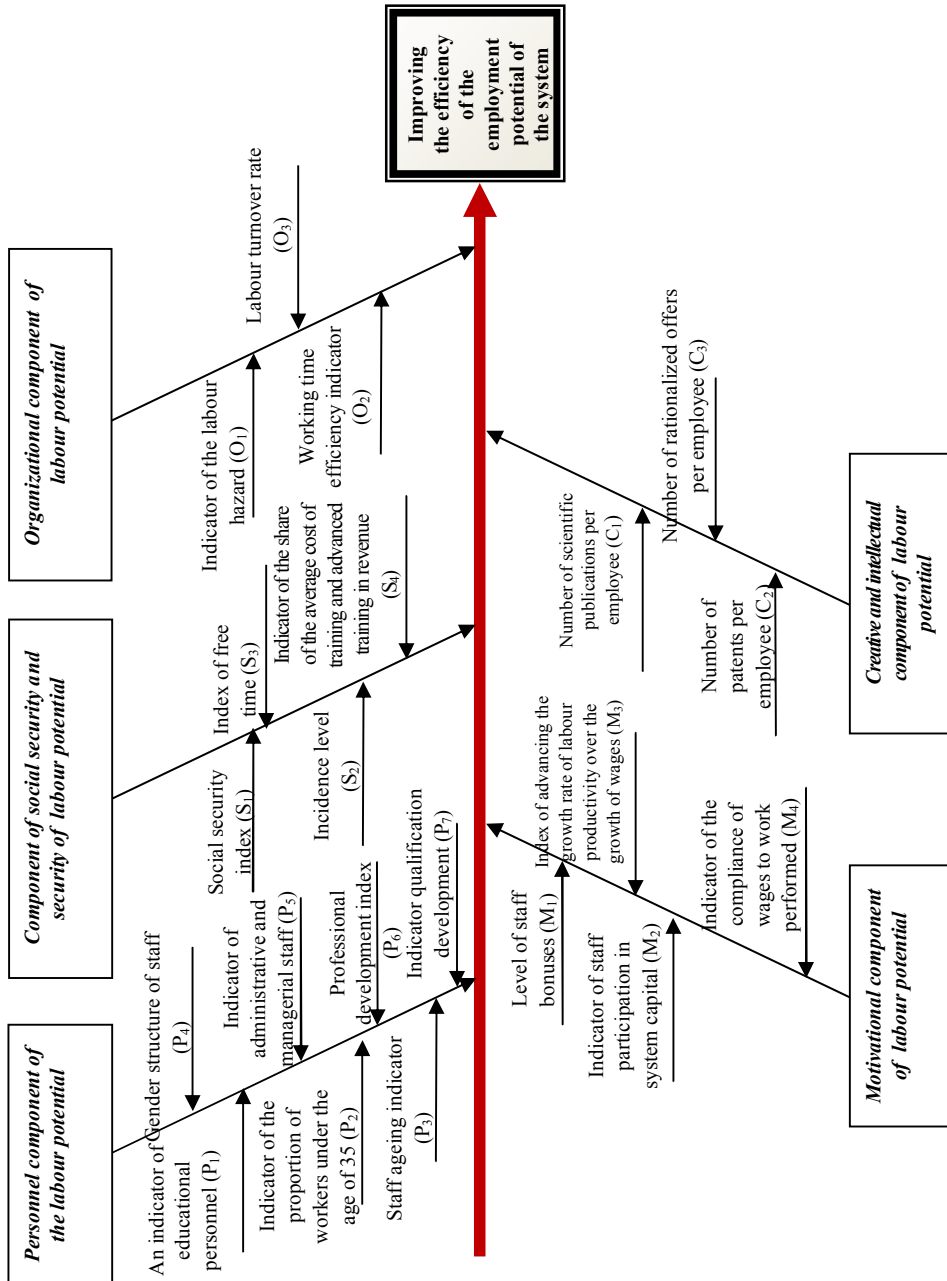 Personnel component of
the labour potential
Component of social security and
security of labour potential
Organizational component of
labour potential
An indicator of
educational
personnel (P₁)
Gender structure of staff
(P₄)
Indicator of
administrative and
managerial staff (P₅)
Indicator of the
proportion of
workers under the
age of 35 (P₂)
Professional
development index
(P₆)
Staff ageing indicator
(P₃)
Indicator qualification
development (P₇)
Social security
index (S₁)
Index of free
time (S₃)
Incidence level
(S₂)
Indicator of the share
of the average cost of
training and advanced
training in revenue
(S₄)
Indicator of the labour
hazard (O₁)
Labour turnover rate
(O₃)
Working time
efficiency indicator
(O₂)
Improving
the efficiency
of the
employment
potential of
the system
Level of staff
bonuses (M₁)
Index of advancing the
growth rate of labour
productivity over the
growth of wages (M₃)
Indicator of staff
participation in
system capital (M₂)
Indicator of the
compliance of
wages to work
performed (M₄)
Number of scientific
publications per
employee (C₁)
Number of rationalized offers
per employee (C₃)
Number of
patents per
employee (C₂)
Motivational component
of labour potential
Creative and intellectual
component of labour
potential